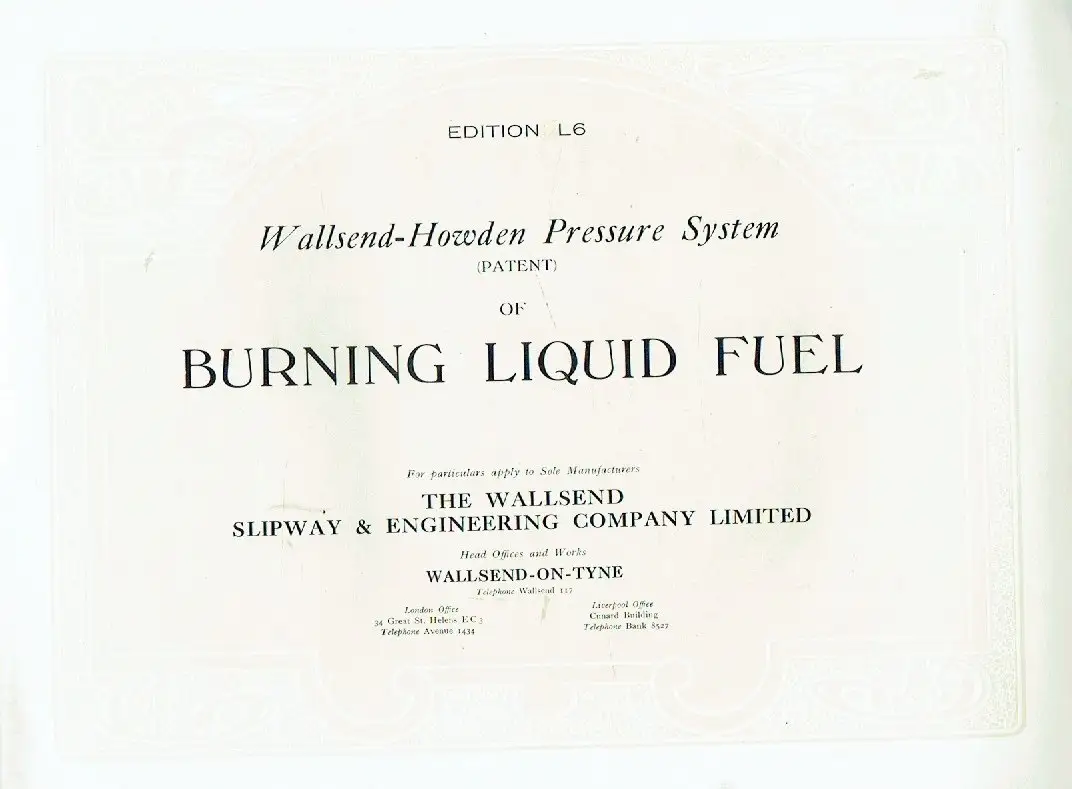 EDITION L6
Wallsend-Howden Pressure System
(PATENT)
OF
BURNING LIQUID FUEL
For particulars apply to Sole Manufacturers
THE WALLSEND
SLIPWAY & ENGINEERING COMPANY LIMITED
Head Offices and Works
WALLSEND-ON-TYNE
Telephone Wallsend 117
London Office
34 Great St. Helens E.C 3
Telephone Avenue 1434
Liverpool Office
Cunard Building
Telephone Bank 8527